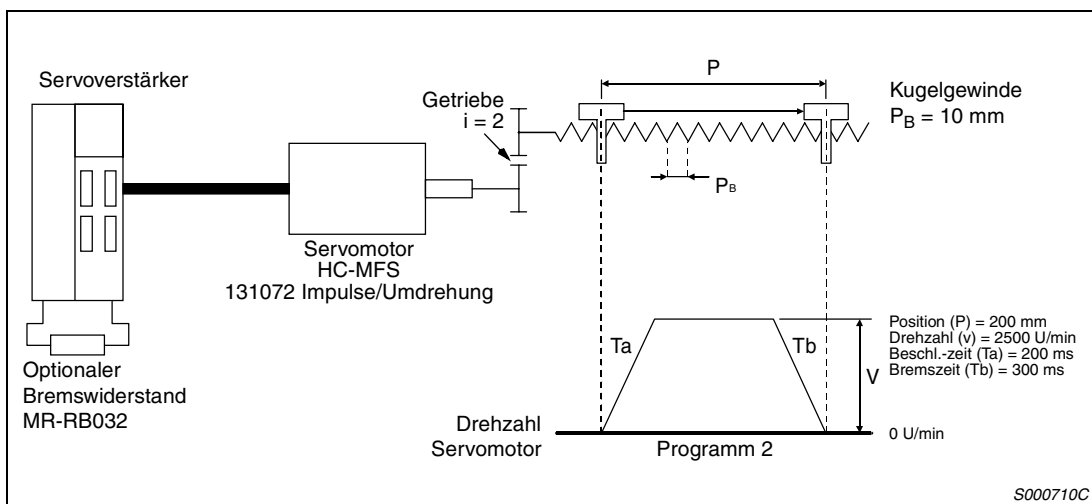 Servoverstärker
Getriebe
i = 2
P
Kugelgewinde
P_B = 10 mm
P_B
Servomotor
HC-MFS
131072 Impulse/Umdrehung
Optionaler
Bremswiderstand
MR-RB032
Ta
Tb
V
Position (P) = 200 mm
Drehzahl (v) = 2500 U/min
Beschl.-zeit (Ta) = 200 ms
Bremszeit (Tb) = 300 ms
Drehzahl
Servomotor
Programm 2
0 U/min
S000710C